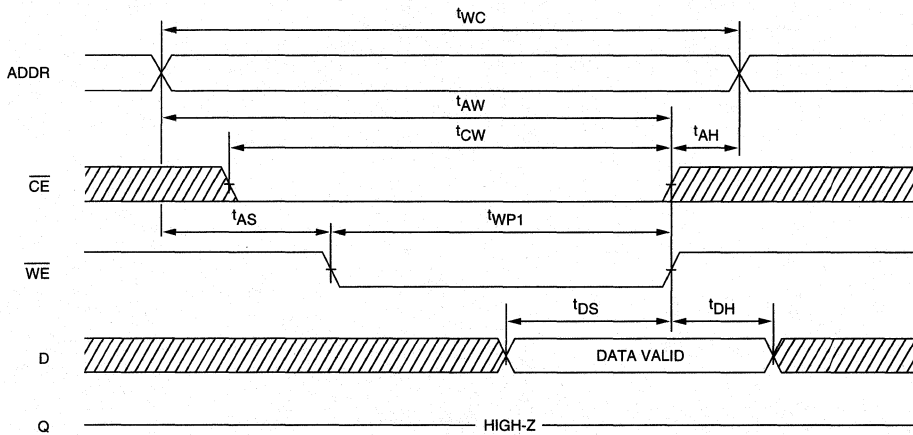 tWC
ADDR
tAW
tCW
tAH
CE
tAS
tWP1
WE
tDS
tDH
D
DATA VALID
Q
HIGH-Z